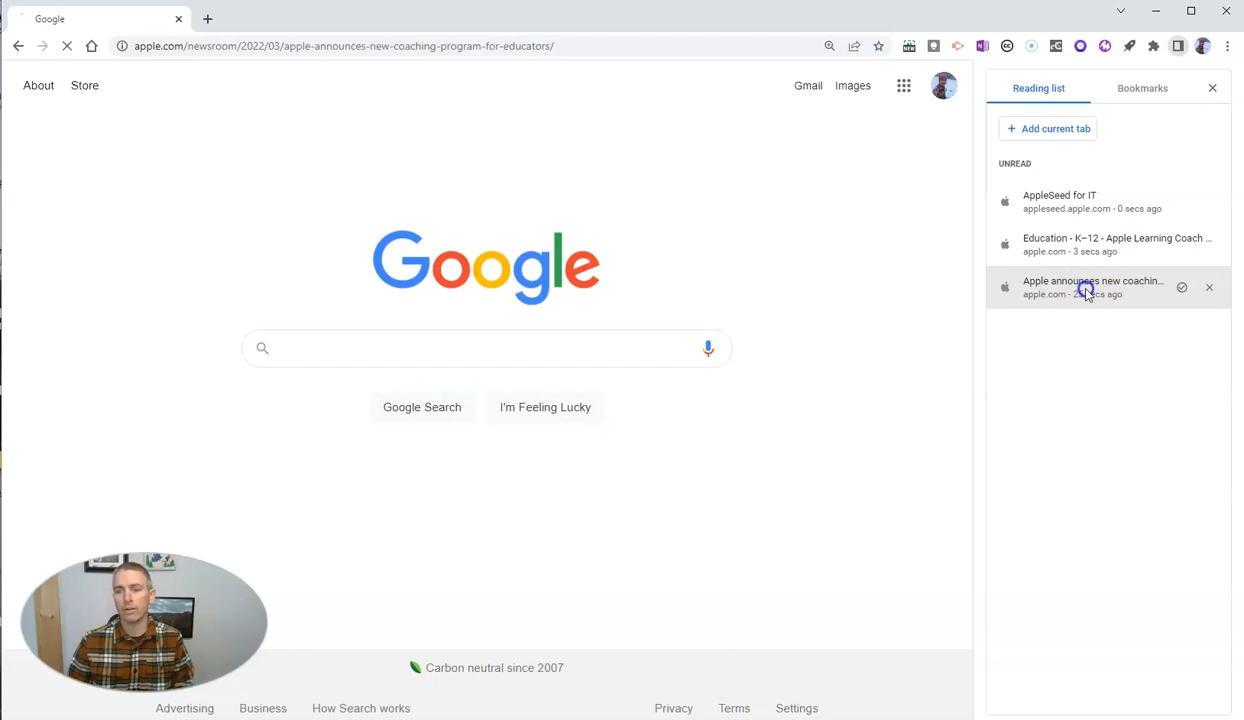 Google
apple.com/newsroom/2022/03/apple-announces-new-coaching-program-for-educators/
About
Store
Gmail
Images
Reading list
Bookmarks
+ Add current tab
UNREAD
AppleSeed for IT
appleseed.apple.com - 0 secs ago
Education - K–12 - Apple Learning Coach ...
apple.com - 3 secs ago
Apple announces new coachin...
apple.com - secs ago
Google
Google Search
I'm Feeling Lucky
Carbon neutral since 2007
Advertising
Business
How Search works
Privacy
Terms
Settings